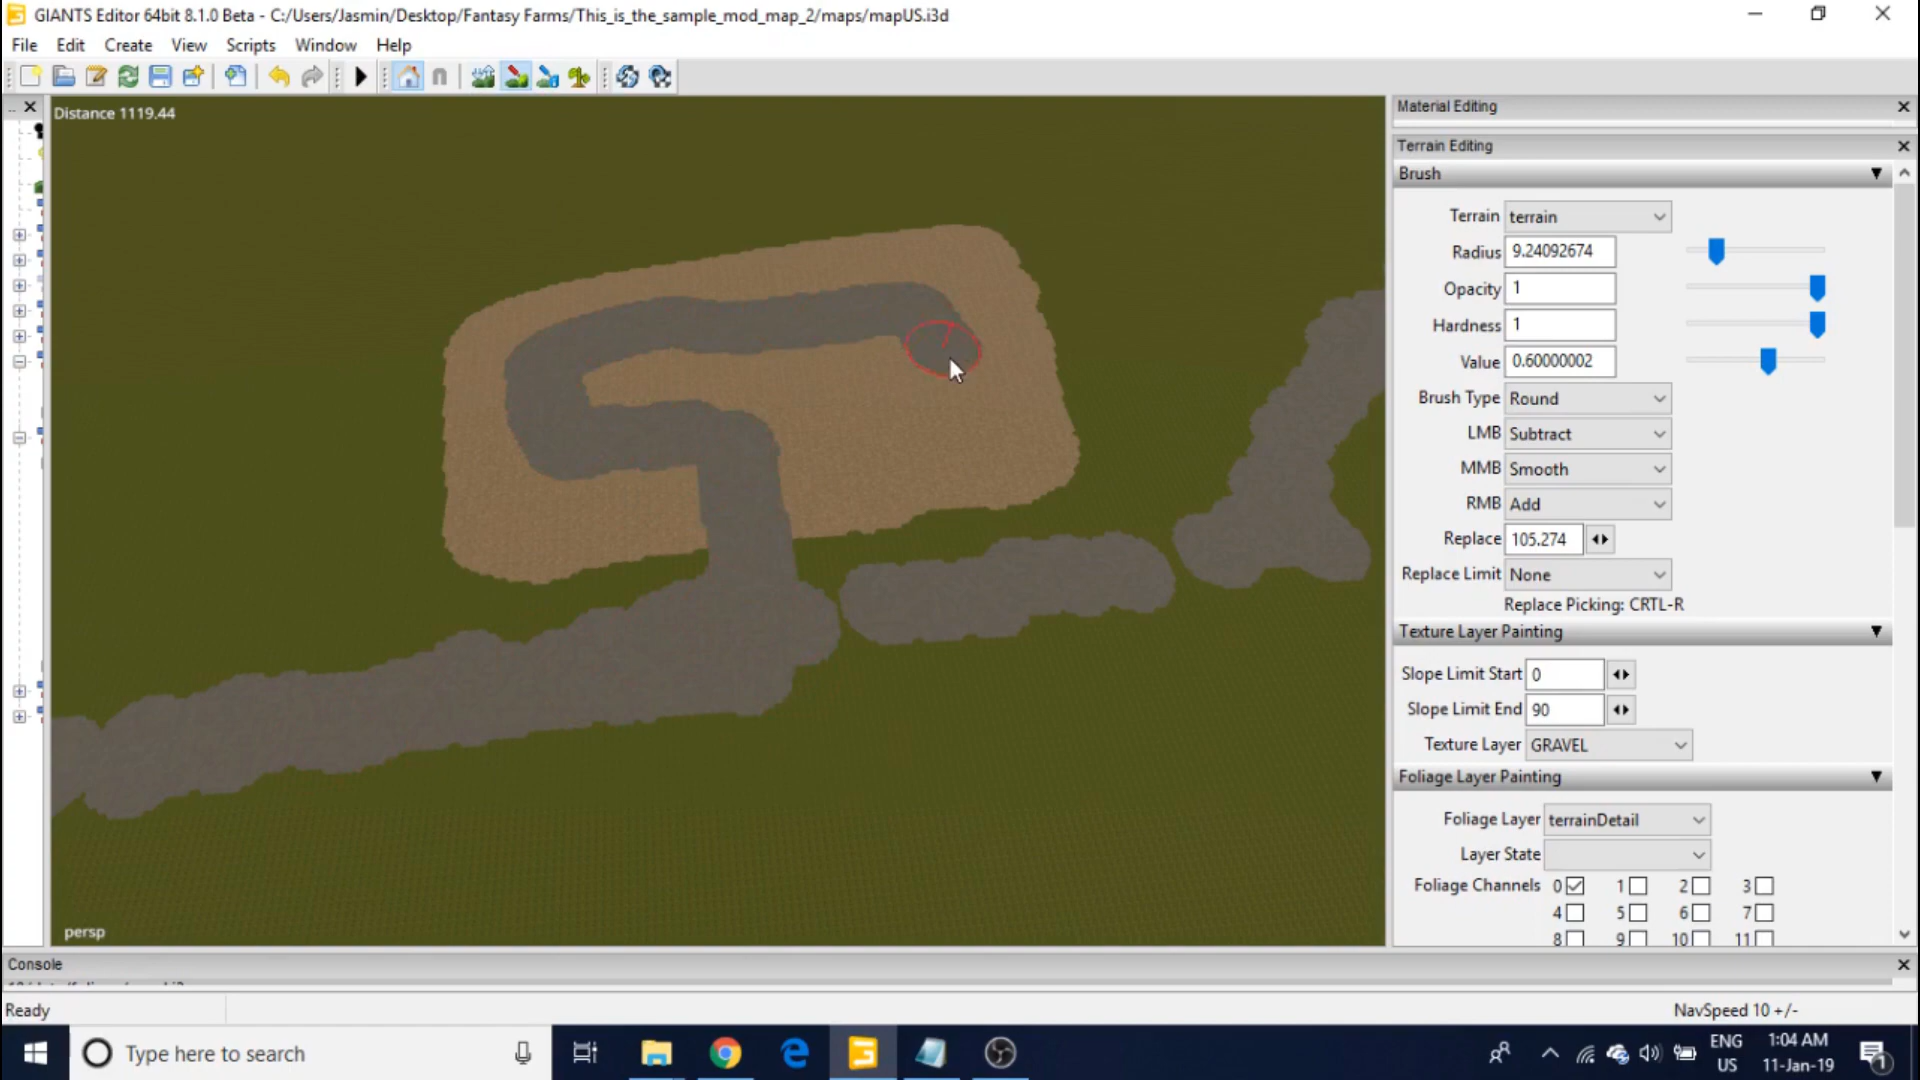 GIANTS Editor 64bit 8.1.0 Beta - C:/Users/Jasmin/Desktop/Fantasy Farms/This_is_the_sample_mod_map_2/maps/mapUS.i3d
File Edit Create View Scripts Window Help
..
Distance 1119.44
persp
Material Editing
Terrain Editing
Brush
Terrain terrain
Radius 9.24092674
Opacity 1
Hardness 1
Value 0.60000002
Brush Type Round
LMB Subtract
MMB Smooth
RMB Add
Replace 105.274
Replace Limit None
Replace Picking: CRTL-R
Texture Layer Painting
Slope Limit Start 0
Slope Limit End 90
Texture Layer GRAVEL
Foliage Layer Painting
Foliage Layer terrainDetail
Layer State
Foliage Channels 0 1 2 3
4 5 6 7
8 9 10 11
Console
Ready
NavSpeed 10 +/-
Type here to search
ENG
US
1:04 AM
11-Jan-19
1